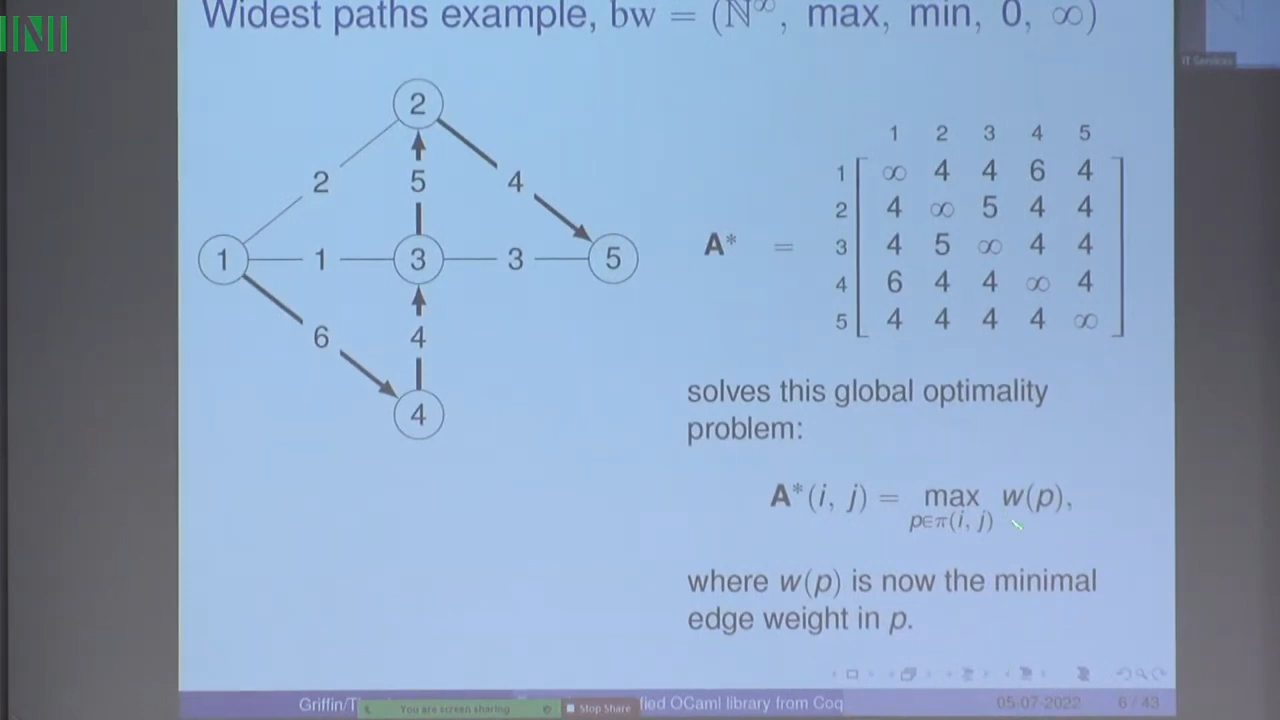 Widest paths example, bw = (ℕ^∞, max, min, 0, ∞)
IT Services
2
2 5 4
1 1 3 3 5
6 4
4
1 2 3 4 5
1 ∞ 4 4 6 4
2 4 ∞ 5 4 4
A* = 3 4 5 ∞ 4 4
4 6 4 4 ∞ 4
5 4 4 4 4 ∞
solves this global optimality
problem:
A*(i, j) = max w(p),
p∈π(i, j)
where w(p) is now the minimal
edge weight in p.
Griffin/T
You are screen sharing
Stop Share
fied OCaml library from Coq
05-07-2022
6 / 43